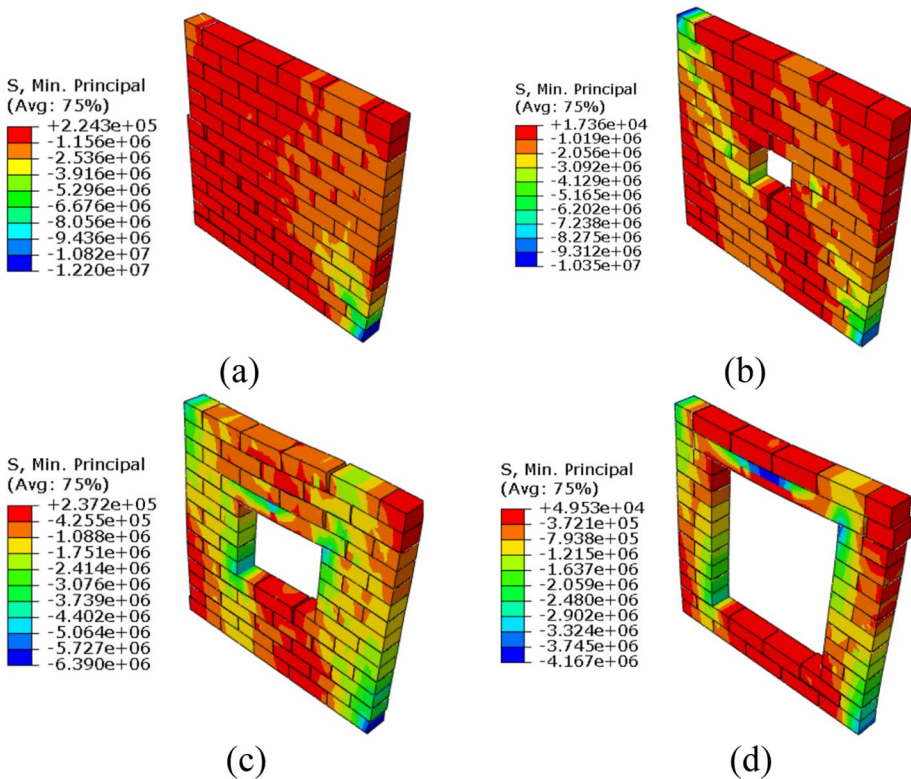 S, Min. Principal
(Avg: 75%)
+2.243e+05
-1.156e+06
-2.536e+06
-3.916e+06
-5.296e+06
-6.676e+06
-8.056e+06
-9.436e+06
-1.082e+07
-1.220e+07
(a)
S, Min. Principal
(Avg: 75%)
+1.736e+04
-1.019e+06
-2.056e+06
-3.092e+06
-4.129e+06
-5.165e+06
-6.202e+06
-7.238e+06
-8.275e+06
-9.312e+06
-1.035e+07
(b)
S, Min. Principal
(Avg: 75%)
+2.372e+05
-4.255e+05
-1.088e+06
-1.751e+06
-2.414e+06
-3.076e+06
-3.739e+06
-4.402e+06
-5.064e+06
-5.727e+06
-6.390e+06
(c)
S, Min. Principal
(Avg: 75%)
+4.953e+04
-3.721e+05
-7.938e+05
-1.215e+06
-1.637e+06
-2.059e+06
-2.480e+06
-2.902e+06
-3.324e+06
-3.745e+06
-4.167e+06
(d)